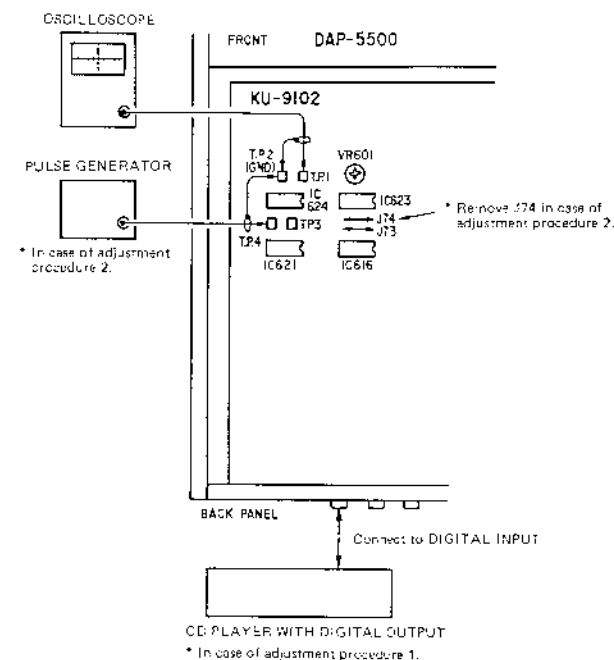 OSCILLOSCOPE
FRONT DAP-5500
KU-9102
T.P.2
(GND)
T.P.1
VR601
PULSE GENERATOR
IC
624
IC623
* Remove J74 in case of
adjustment procedure 2.
J74
J73
T.P.3
T.P.4
* In case of adjustment
procedure 2.
IC621
IC616
BACK PANEL
Connect to DIGITAL INPUT
CD PLAYER WITH DIGITAL OUTPUT
* In case of adjustment procedure 1.